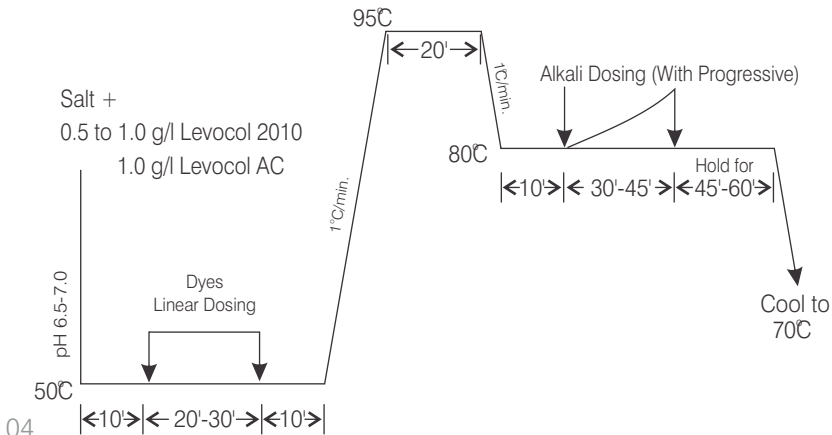 95°C
20'
1°C/min.
Alkali Dosing (With Progressive)
Salt +
0.5 to 1.0 g/l Levocol 2010
1.0 g/l Levocol AC
80°C
Hold for
10' 30'-45' 45'-60'
1°C/min.
pH 6.5-7.0
Dyes
Linear Dosing
Cool to
70°C
50°C
10' 20'-30' 10'
04